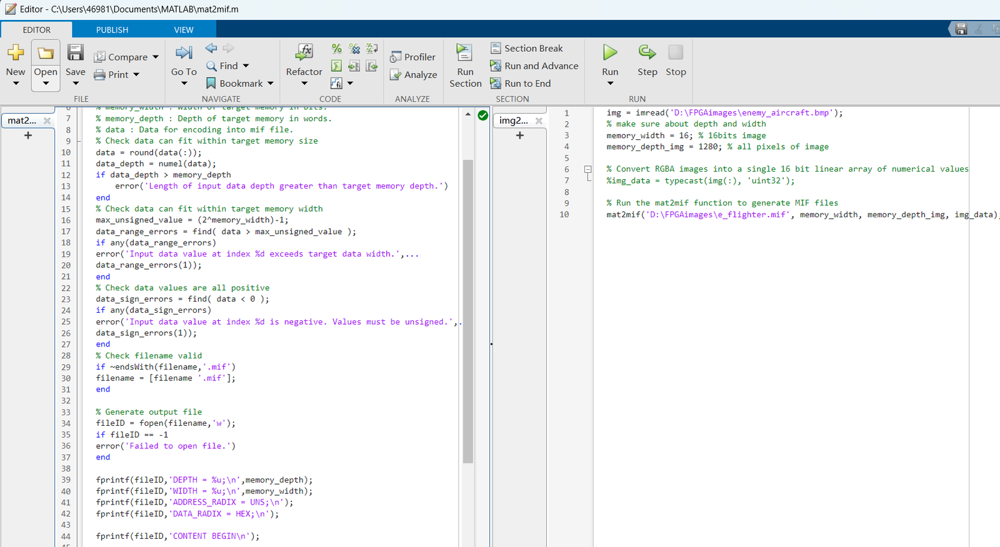 Editor - C:\Users\46981\Documents\MATLAB\mat2mif.m
EDITOR PUBLISH VIEW
New Open Save Compare Print
FILE
Go To Find Bookmark
NAVIGATE
Refactor
CODE
Profiler
Analyze
ANALYZE
Run Section
Section Break
Run and Advance
Run to End
SECTION
Run Step Stop
RUN
mat2...
6 % memory_width : Width of target memory in bits.
7 % memory_depth : Depth of target memory in words.
8 % data : Data for encoding into mif file.
9 % Check data can fit within target memory size
10 data = round(data(:));
11 data_depth = numel(data);
12 if data_depth > memory_depth
13 error('Length of input data depth greater than target memory depth.')
14 end
15 % Check data can fit within target memory width
16 max_unsigned_value = (2^memory_width)-1;
17 data_range_errors = find( data > max_unsigned_value );
18 if any(data_range_errors)
19 error('Input data value at index %d exceeds target data width.',...
20 data_range_errors(1));
21 end
22 % Check data values are all positive
23 data_sign_errors = find( data < 0 );
24 if any(data_sign_errors)
25 error('Input data value at index %d is negative. Values must be unsigned.',.
26 data_sign_errors(1));
27 end
28 % Check filename valid
29 if ~endsWith(filename,'.mif')
30 filename = [filename '.mif'];
31 end
32
33 % Generate output file
34 fileID = fopen(filename,'w');
35 if fileID == -1
36 error('Failed to open file.')
37 end
38
39 fprintf(fileID,'DEPTH = %u;\n',memory_depth);
40 fprintf(fileID,'WIDTH = %u;\n',memory_width);
41 fprintf(fileID,'ADDRESS_RADIX = UNS;\n');
42 fprintf(fileID,'DATA_RADIX = HEX;\n');
43
44 fprintf(fileID,'CONTENT BEGIN\n');
img2...
1 img = imread('D:\FPGAimages\enemy_aircraft.bmp');
2 % make sure about depth and width
3 memory_width = 16; % 16bits image
4 memory_depth_img = 1280; % all pixels of image
5
6 % Convert RGBA images into a single 16 bit linear array of numerical values
7 %img_data = typecast(img(:), 'uint32');
8
9 % Run the mat2mif function to generate MIF files
10 mat2mif('D:\FPGAimages\e_flighter.mif', memory_width, memory_depth_img, img_data);